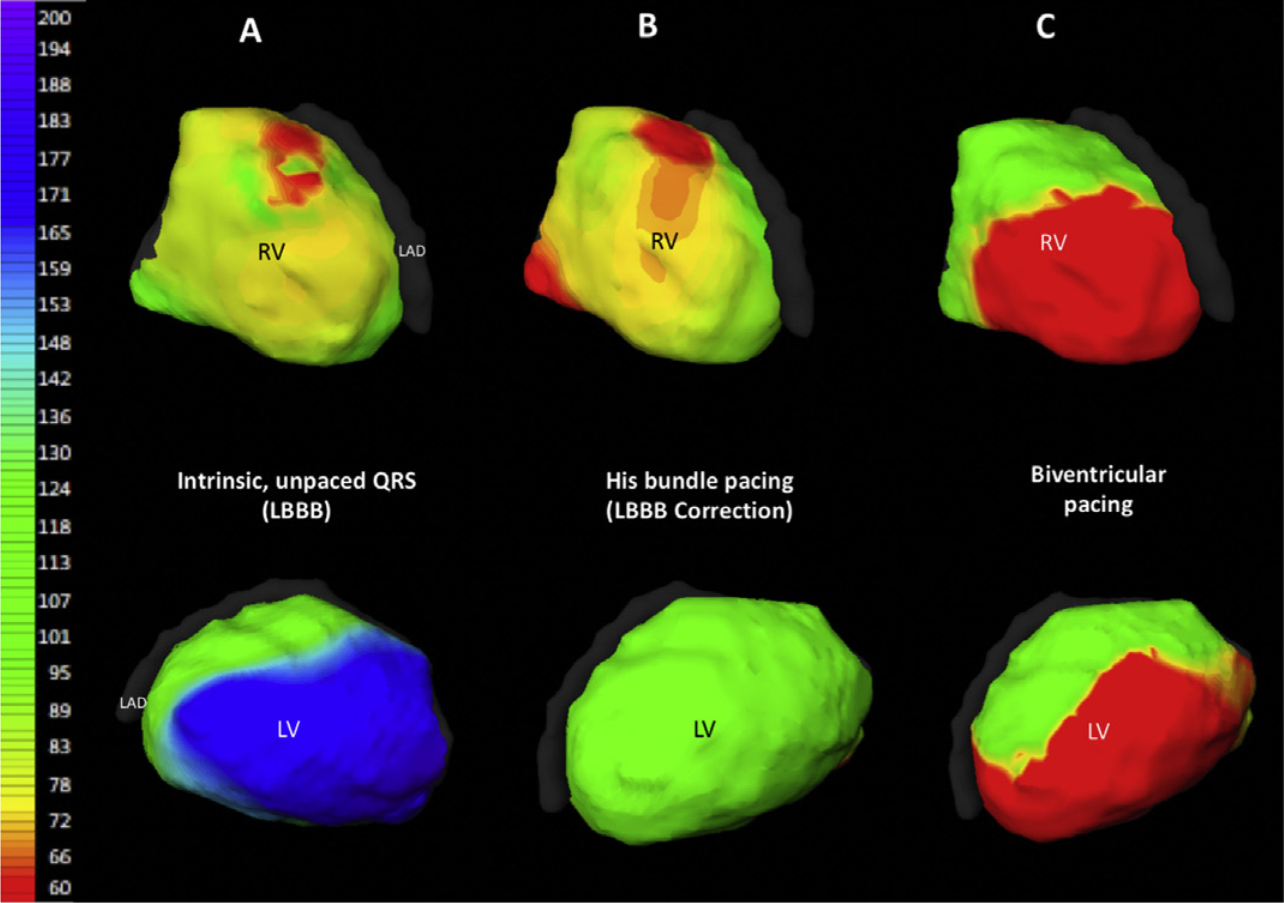 A
B
C
200
194
188
183
177
171
165
159
153
148
142
136
130
124
118
113
107
101
95
89
83
78
72
66
60
RV
LAD
RV
RV
Intrinsic, unpaced QRS
(LBBB)
His bundle pacing
(LBBB Correction)
Biventricular
pacing
LAD
LV
LV
LV